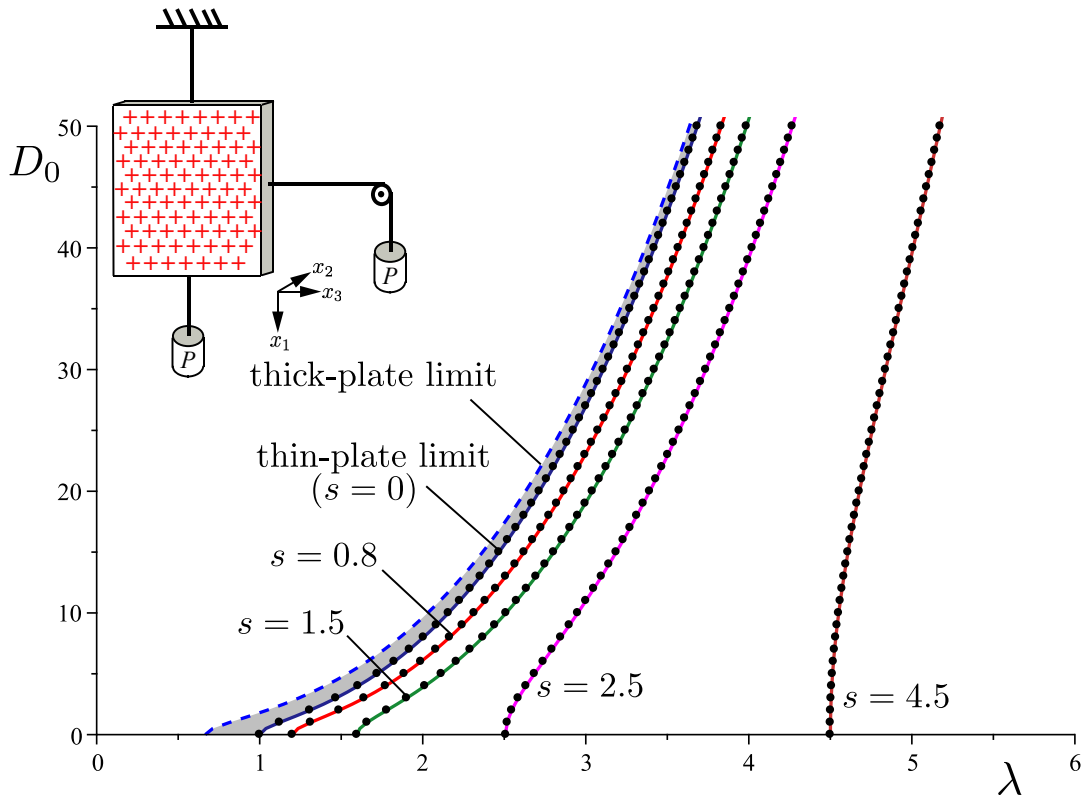 50
D₀
40
30
20
10
0
0
1
2
3
4
5
6
λ
P
P
x₂
x₃
x₁
thick-plate limit
thin-plate limit
(s = 0)
s = 0.8
s = 1.5
s = 2.5
s = 4.5